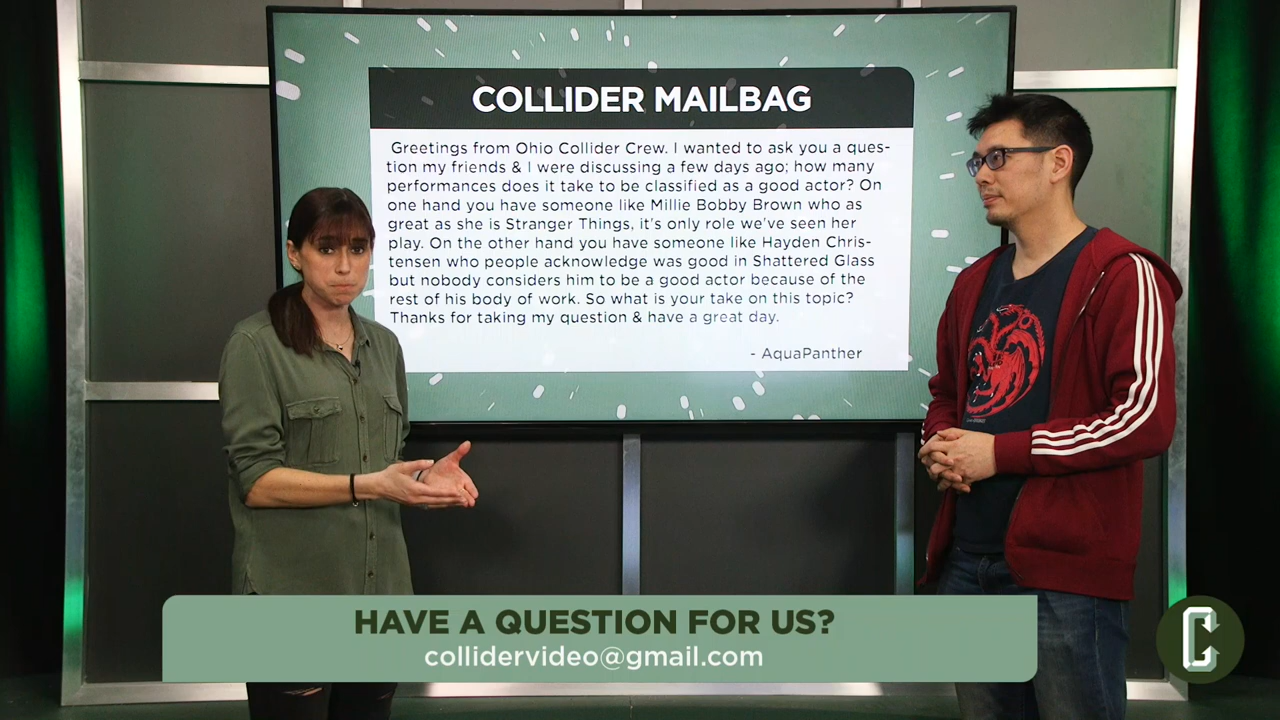 COLLIDER MAILBAG
Greetings from Ohio Collider Crew. I wanted to ask you a ques-
tion my friends & I were discussing a few days ago; how many
performances does it take to be classified as a good actor? On
one hand you have someone like Millie Bobby Brown who as
great as she is Stranger Things, it's only role we've seen her
play. On the other hand you have someone like Hayden Chris-
tensen who people acknowledge was good in Shattered Glass
but nobody considers him to be a good actor because of the
rest of his body of work. So what is your take on this topic?
Thanks for taking my question & have a great day.
- AquaPanther
HAVE A QUESTION FOR US?
collidervideo@gmail.com
C